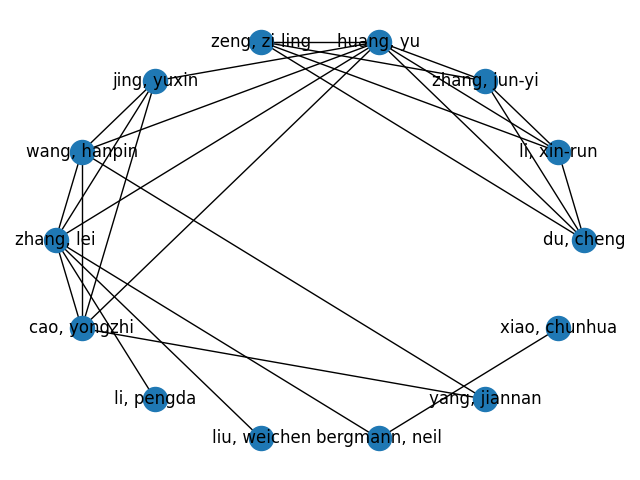 zeng, zi ling
huang, yu
jing, yuxin
zhang, jun-yi
wang, hanpin
li, xin-run
zhang, lei
du, cheng
cao, yongzhi
xiao, chunhua
li, pengda
yang, jiannan
liu, weichen
bergmann, neil